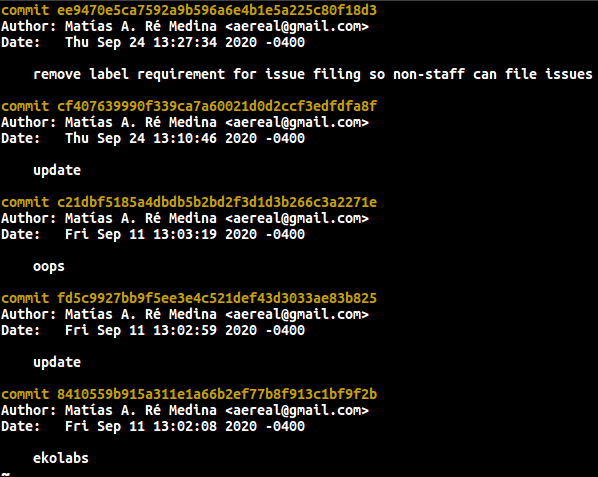 commit ee9470e5ca7592a9b596a6e4b1e5a225c80f18d3
Author: Matías A. Ré Medina <aereal@gmail.com>
Date:   Thu Sep 24 13:27:34 2020 -0400
remove label requirement for issue filing so non-staff can file issues
commit cf407639990f339ca7a60021d0d2ccf3edfdfa8f
Author: Matías A. Ré Medina <aereal@gmail.com>
Date:   Thu Sep 24 13:10:46 2020 -0400
update
commit c21dbf5185a4dbdb5b2bd2f3d1d3b266c3a2271e
Author: Matías A. Ré Medina <aereal@gmail.com>
Date:   Fri Sep 11 13:03:19 2020 -0400
oops
commit fd5c9927bb9f5ee3e4c521def43d3033ae83b825
Author: Matías A. Ré Medina <aereal@gmail.com>
Date:   Fri Sep 11 13:02:59 2020 -0400
update
commit 8410559b915a311e1a66b2ef77b8f913c1bf9f2b
Author: Matías A. Ré Medina <aereal@gmail.com>
Date:   Fri Sep 11 13:02:08 2020 -0400
ekolabs
~